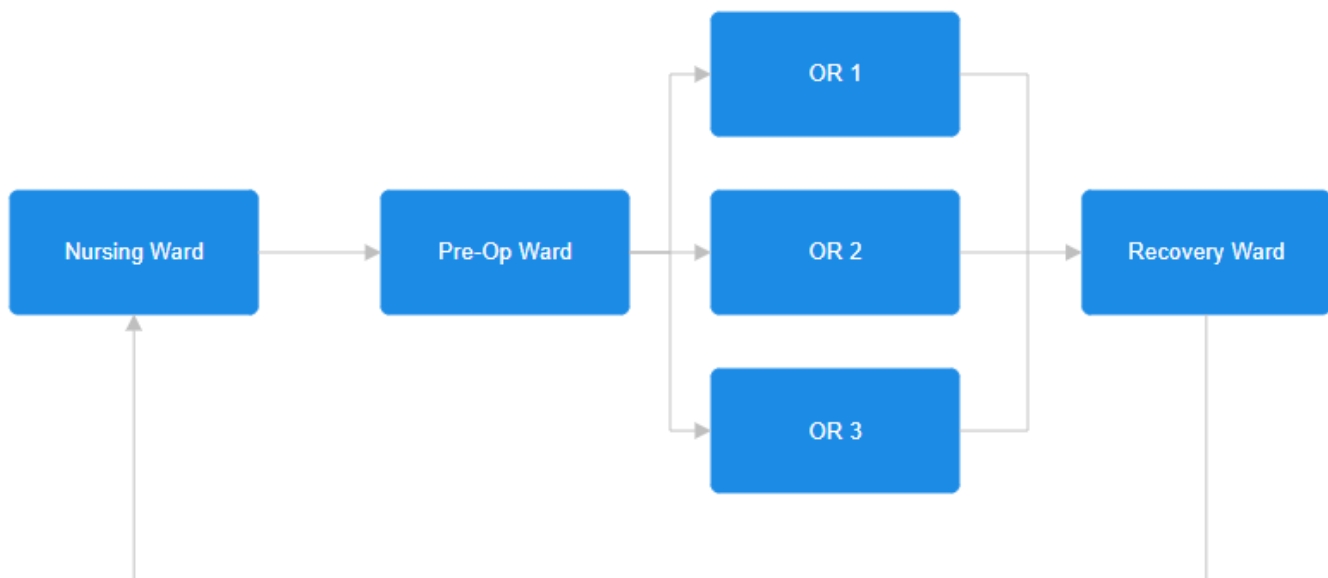 OR 1
Nursing Ward
Pre-Op Ward
OR 2
Recovery Ward
OR 3